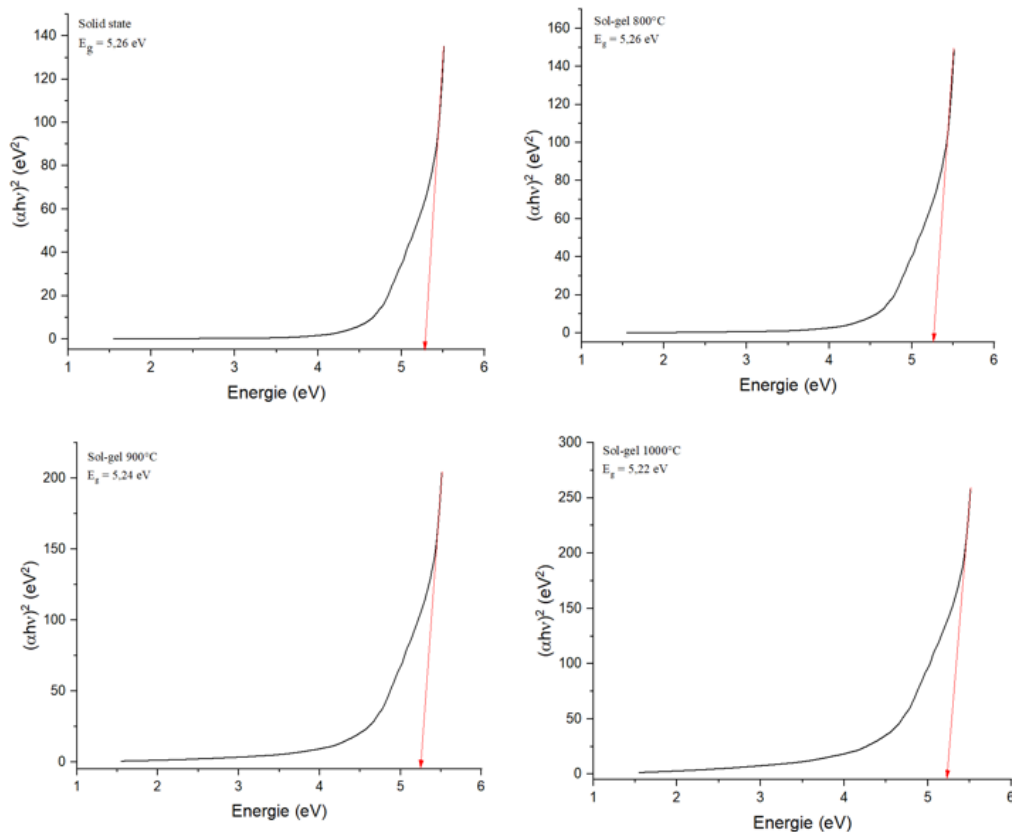 Solid state
E_g = 5,26 eV
(αhν)² (eV²)
140
120
100
80
60
40
20
0
1 2 3 4 5 6
Energie (eV)
Sol-gel 800°C
E_g = 5,26 eV
(αhν)² (eV²)
160
140
120
100
80
60
40
20
0
1 2 3 4 5 6
Energie (eV)
Sol-gel 900°C
E_g = 5,24 eV
(αhν)² (eV²)
200
150
100
50
0
1 2 3 4 5 6
Energie (eV)
Sol-gel 1000°C
E_g = 5,22 eV
(αhν)² (eV²)
300
250
200
150
100
50
0
1 2 3 4 5 6
Energie (eV)